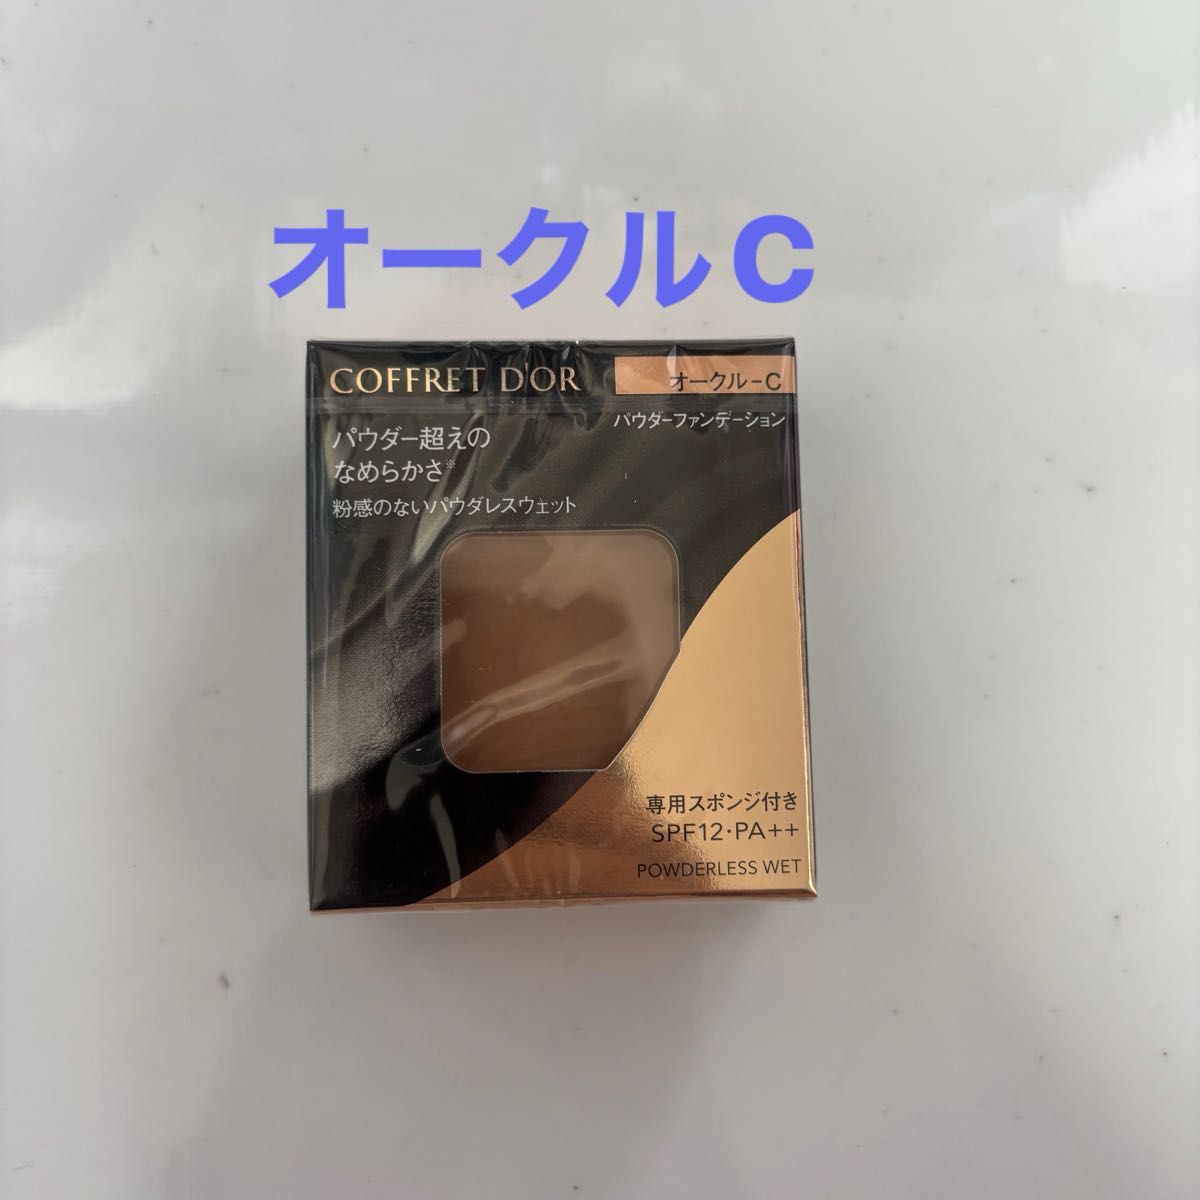 オークルC
COFFRET D'OR
オークル-C
パウダーファンデーション
パウダー超えの
なめらかさ※
粉感のないパウダレスウェット
専用スポンジ付き
SPF12・PA++
POWDERLESS WET